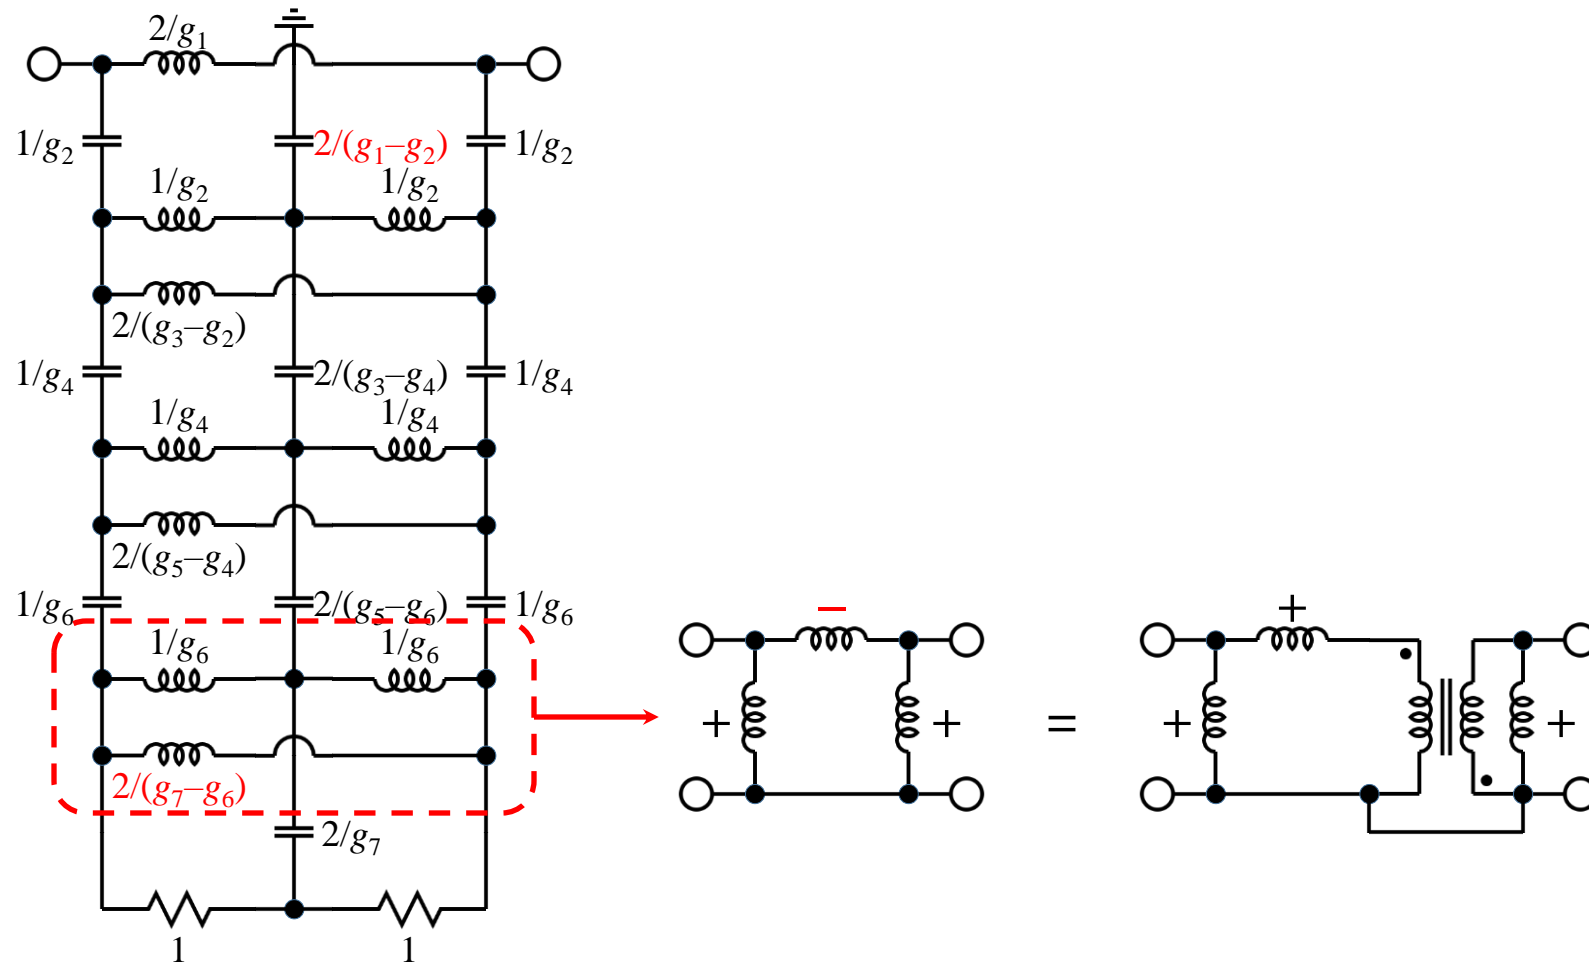 2/g₁
1/g₂ 2/(g₁–g₂) 1/g₂
1/g₂ 1/g₂
2/(g₃–g₂)
1/g₄ 2/(g₃–g₄) 1/g₄
1/g₄ 1/g₄
2/(g₅–g₄)
1/g₆ 2/(g₅–g₆) 1/g₆
1/g₆ 1/g₆
2/(g₇–g₆)
2/g₇
1 1
– +
+ + = + +